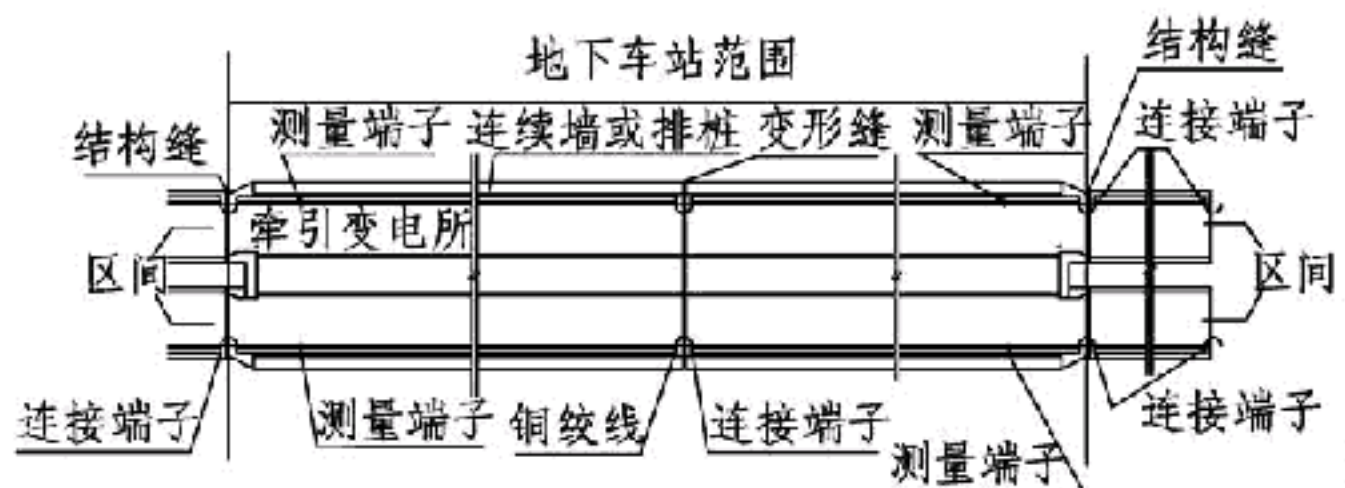 地下车站范围
结构缝
结构缝
测量端子
连续墙或排桩
变形缝
测量端子
连接端子
牵引变电所
区间
区间
连接端子
测量端子
铜绞线
连接端子
测量端子
连接端子